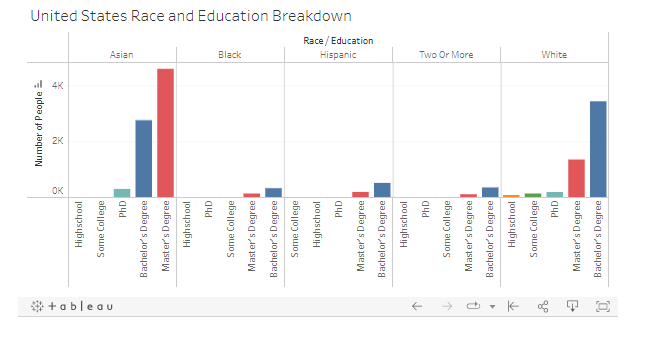 United States Race and Education Breakdown
Race / Education
Asian Black Hispanic Two Or More White
Number of People
4K
2K
0K
Highschool
Some College
PhD
Bachelor's Degree
Master's Degree
Highschool
PhD
Some College
Master's Degree
Bachelor's Degree
Some College
Highschool
PhD
Master's Degree
Bachelor's Degree
Highschool
PhD
Some College
Master's Degree
Bachelor's Degree
Highschool
Some College
PhD
Master's Degree
Bachelor's Degree
+ a b | e a u